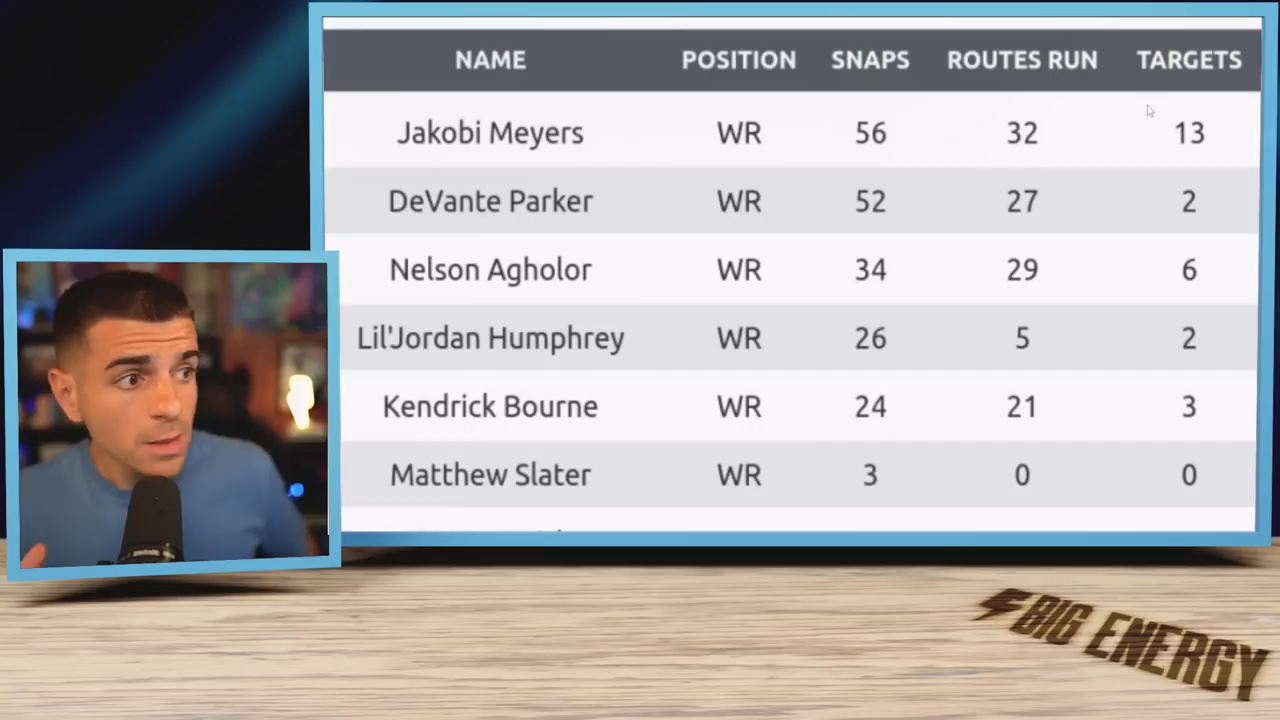 NAME POSITION SNAPS ROUTES RUN TARGETS
Jakobi Meyers WR 56 32 13
DeVante Parker WR 52 27 2
Nelson Agholor WR 34 29 6
Lil'Jordan Humphrey WR 26 5 2
Kendrick Bourne WR 24 21 3
Matthew Slater WR 3 0 0
BIG ENERGY